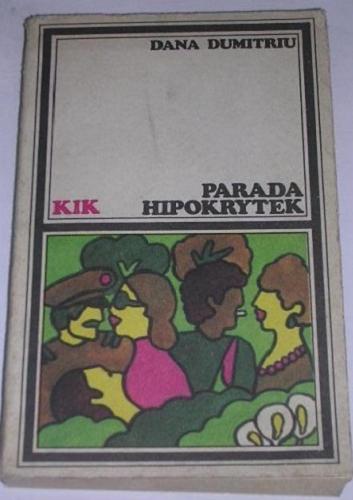 DANA DUMITRIU
PARADA
KIK HIPOKRYTEK